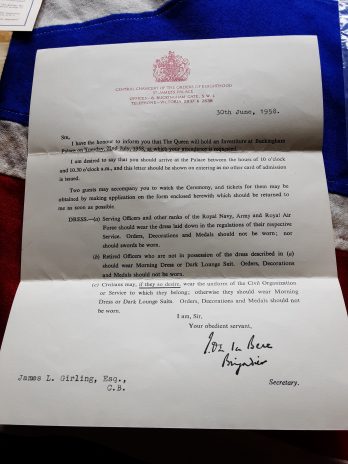 CENTRAL CHANCERY OF THE ORDERS OF KNIGHTHOOD
ST JAMES'S PALACE
OFFICES: 8, BUCKINGHAM GATE, S.W.1
TELEPHONE: VICTORIA 2837 & 2838
30th June, 1958.
SIR,
I have the honour to inform you that The Queen will hold an Investiture at Buckingham
Palace on Tuesday, 22nd July, 1958, at which your attendance is requested.
I am desired to say that you should arrive at the Palace between the hours of 10 o'clock
and 10.30 o'clock a.m., and this letter should be shown on entering as no other card of admission
is issued.
Two guests may accompany you to watch the Ceremony, and tickets for them may be
obtained by making application on the form enclosed herewith which should be returned to
me as soon as possible.
DRESS—(a) Serving Officers and other ranks of the Royal Navy, Army and Royal Air
Force should wear the dress laid down in the regulations of their respective
Service. Orders, Decorations and Medals should not be worn; nor
should swords be worn.
(b) Retired Officers who are not in possession of the dress described in (a)
should wear Morning Dress or Dark Lounge Suit. Orders, Decorations
and Medals should not be worn.
(c) Civilians may, if they so desire, wear the uniform of the Civil Organization
or Service to which they belong; otherwise they should wear Morning
Dress or Dark Lounge Suits. Orders, Decorations and Medals should not
be worn.
I am, Sir,
Your obedient servant,
la Bere
Brigadier
Secretary.
James L. Girling, Esq.,
C.B.